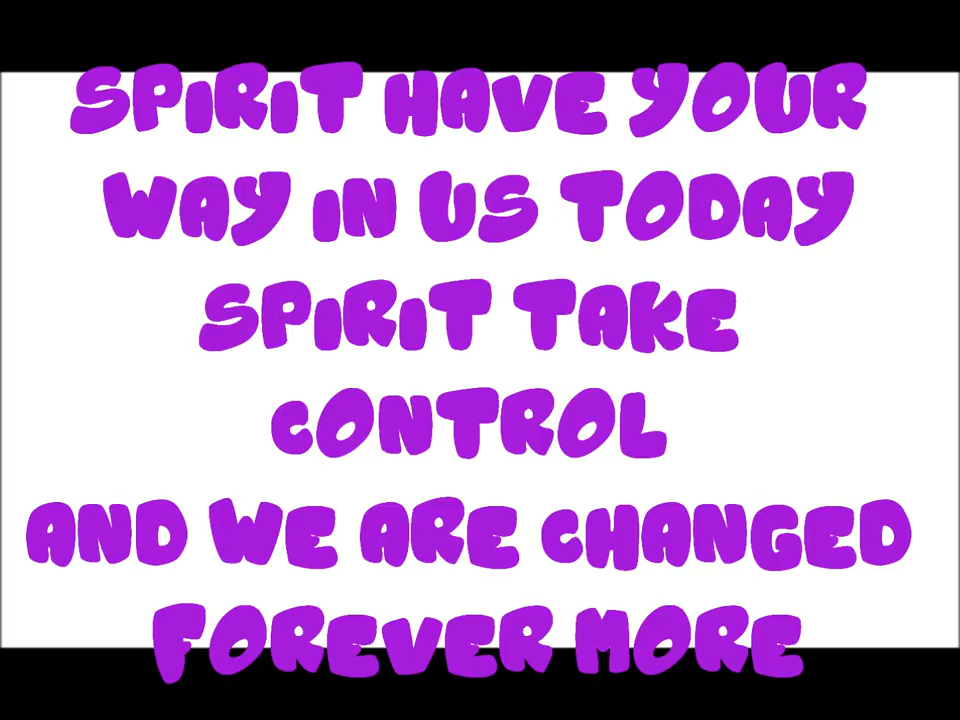 SPIRIT HAVE YOUR
WAY IN US TODAY
SPIRIT TAKE
CONTROL
AND WE ARE CHANGED
FOREVER MORE